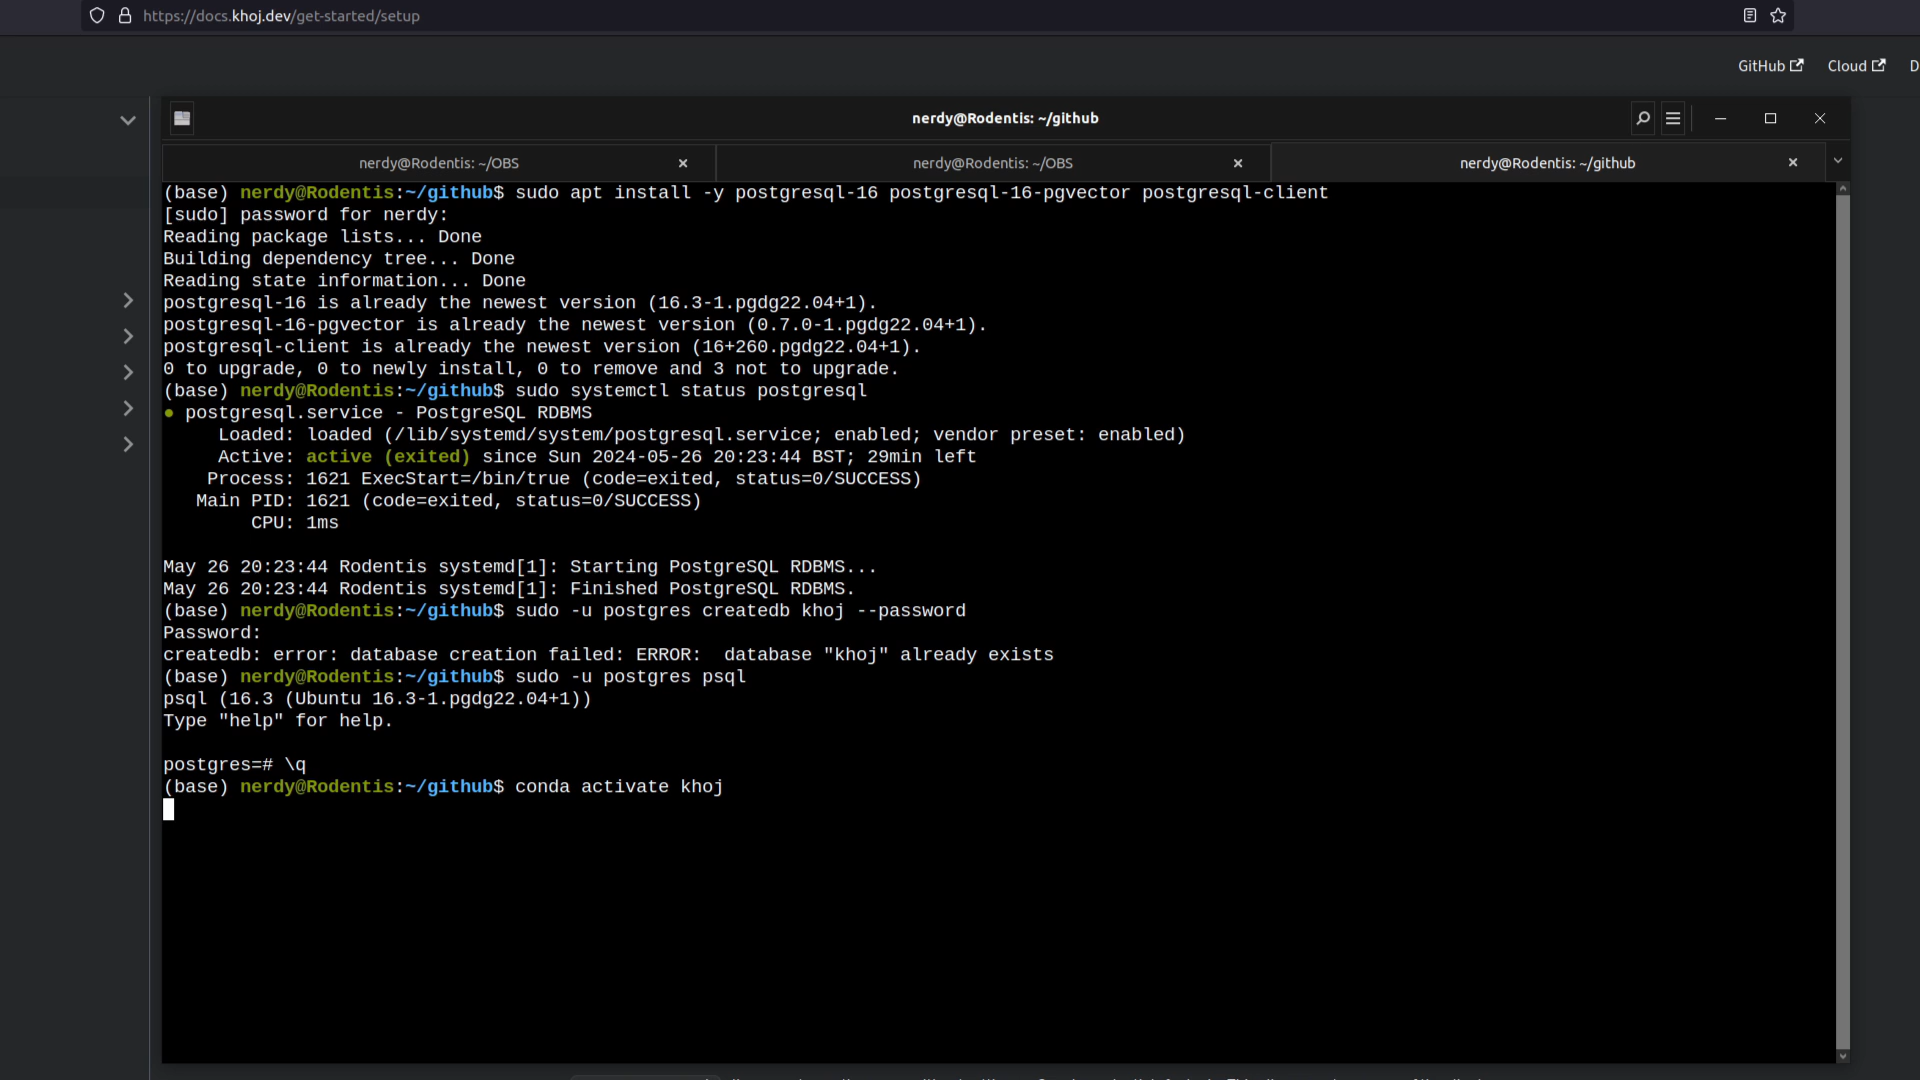 https://docs.khoj.dev/get-started/setup
GitHub
Cloud
D
nerdy@Rodentis: ~/github
nerdy@Rodentis: ~/OBS
nerdy@Rodentis: ~/OBS
nerdy@Rodentis: ~/github
(base) nerdy@Rodentis:~/github$ sudo apt install -y postgresql-16 postgresql-16-pgvector postgresql-client
[sudo] password for nerdy:
Reading package lists... Done
Building dependency tree... Done
Reading state information... Done
postgresql-16 is already the newest version (16.3-1.pgdg22.04+1).
postgresql-16-pgvector is already the newest version (0.7.0-1.pgdg22.04+1).
postgresql-client is already the newest version (16+260.pgdg22.04+1).
0 to upgrade, 0 to newly install, 0 to remove and 3 not to upgrade.
(base) nerdy@Rodentis:~/github$ sudo systemctl status postgresql
● postgresql.service - PostgreSQL RDBMS
Loaded: loaded (/lib/systemd/system/postgresql.service; enabled; vendor preset: enabled)
Active: active (exited) since Sun 2024-05-26 20:23:44 BST; 29min left
Process: 1621 ExecStart=/bin/true (code=exited, status=0/SUCCESS)
Main PID: 1621 (code=exited, status=0/SUCCESS)
CPU: 1ms
May 26 20:23:44 Rodentis systemd[1]: Starting PostgreSQL RDBMS...
May 26 20:23:44 Rodentis systemd[1]: Finished PostgreSQL RDBMS.
(base) nerdy@Rodentis:~/github$ sudo -u postgres createdb khoj --password
Password:
createdb: error: database creation failed: ERROR:  database "khoj" already exists
(base) nerdy@Rodentis:~/github$ sudo -u postgres psql
psql (16.3 (Ubuntu 16.3-1.pgdg22.04+1))
Type "help" for help.
postgres=# \q
(base) nerdy@Rodentis:~/github$ conda activate khoj